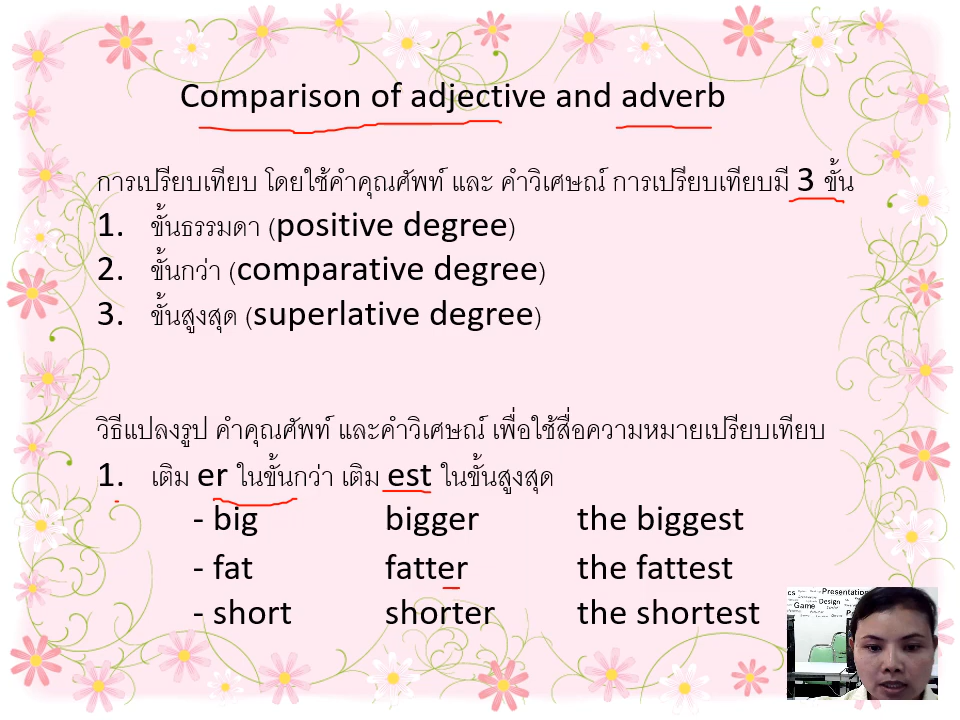 Comparison of adjective and adverb
การเปรียบเทียบ โดยใช้คำคุณศัพท์ และ คำวิเศษณ์ การเปรียบเทียบมี 3 ขั้น
1. ขั้นธรรมดา (positive degree)
2. ขั้นกว่า (comparative degree)
3. ขั้นสูงสุด (superlative degree)
วิธีแปลงรูป คำคุณศัพท์ และคำวิเศษณ์ เพื่อใช้สื่อความหมายเปรียบเทียบ
1. เติม er ในขั้นกว่า เติม est ในขั้นสูงสุด
- big bigger the biggest
- fat fatter the fattest
- short shorter the shortest
Presentation
Design
Game